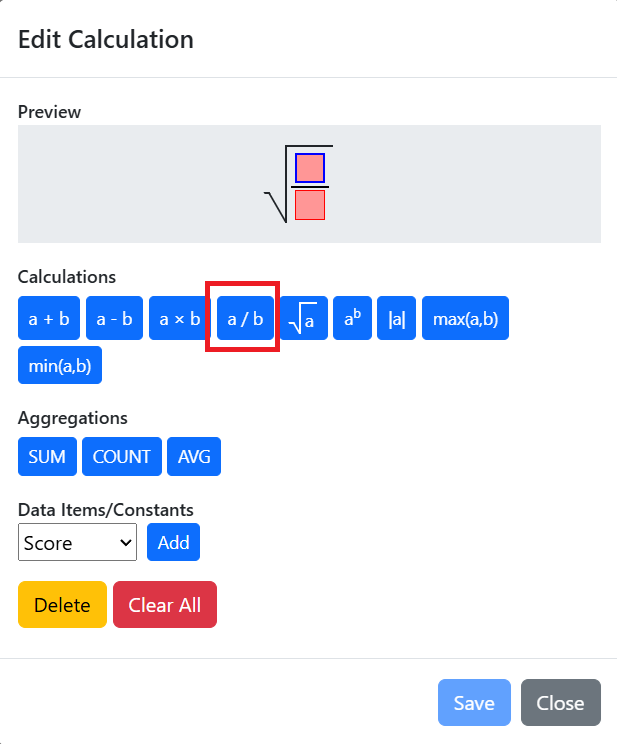 Edit Calculation
Preview
Calculations
a + b a - b a × b a / b √a aᵇ |a| max(a,b)
min(a,b)
Aggregations
SUM COUNT AVG
Data Items/Constants
Score Add
Delete Clear All
Save Close